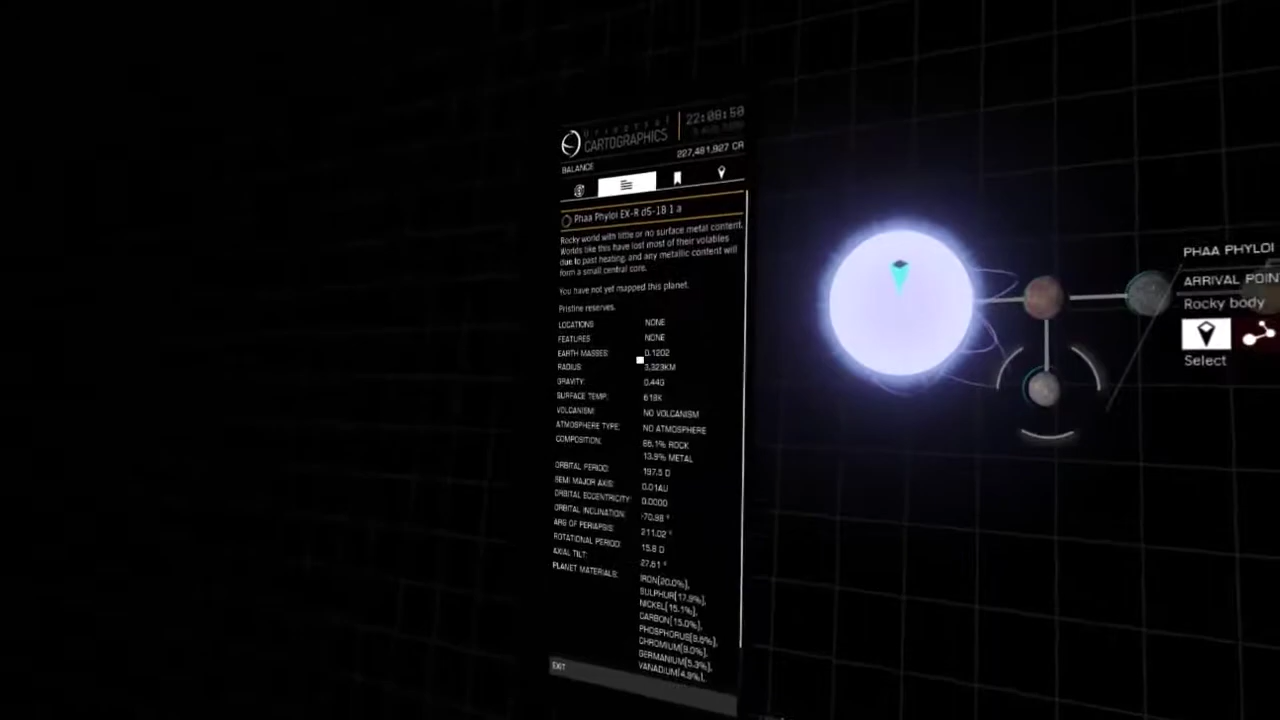 Universal
CARTOGRAPHICS
22:08:50
BALANCE
227,481,927 CR
Phaa Phyloi EX-R d5-18 1 a
Rocky world with little or no surface metal content.
Worlds like this have lost most of their volatiles
due to past heating, and any metallic content will
form a small central core.
You have not yet mapped this planet.
Pristine reserves.
LOCATIONS NONE
FEATURES NONE
EARTH MASSES: 0.1202
RADIUS: 3,323KM
GRAVITY: 0.44G
SURFACE TEMP: 618K
VOLCANISM: NO VOLCANISM
ATMOSPHERE TYPE: NO ATMOSPHERE
COMPOSITION: 86.1% ROCK
13.9% METAL
ORBITAL PERIOD: 197.5 D
SEMI MAJOR AXIS: 0.01AU
ORBITAL ECCENTRICITY: 0.0000
ORBITAL INCLINATION: -70.98 °
ARG OF PERIAPSIS: 211.02 °
ROTATIONAL PERIOD: 15.8 D
AXIAL TILT: 27.61 °
PLANET MATERIALS: IRON(20.0%),
SULPHUR(17.9%),
NICKEL(15.1%),
CARBON(15.0%),
PHOSPHORUS(9.6%),
CHROMIUM(9.0%),
GERMANIUM(5.3%),
VANADIUM(4.9%),
EXIT
PHAA PHYLOI
ARRIVAL POIN
Rocky body
Select